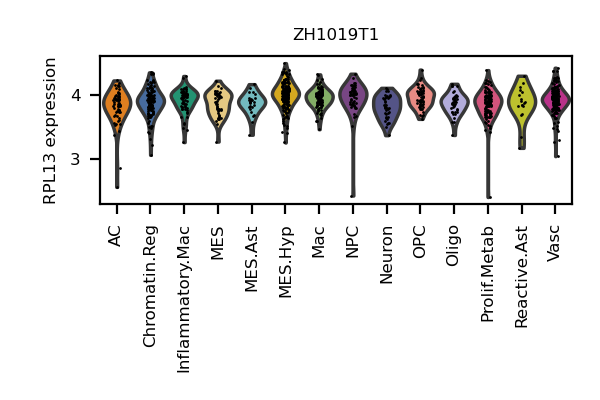 ZH1019T1
RPL13 expression
4
3
AC
Chromatin.Reg
Inflammatory.Mac
MES
MES.Ast
MES.Hyp
Mac
NPC
Neuron
OPC
Oligo
Prolif.Metab
Reactive.Ast
Vasc